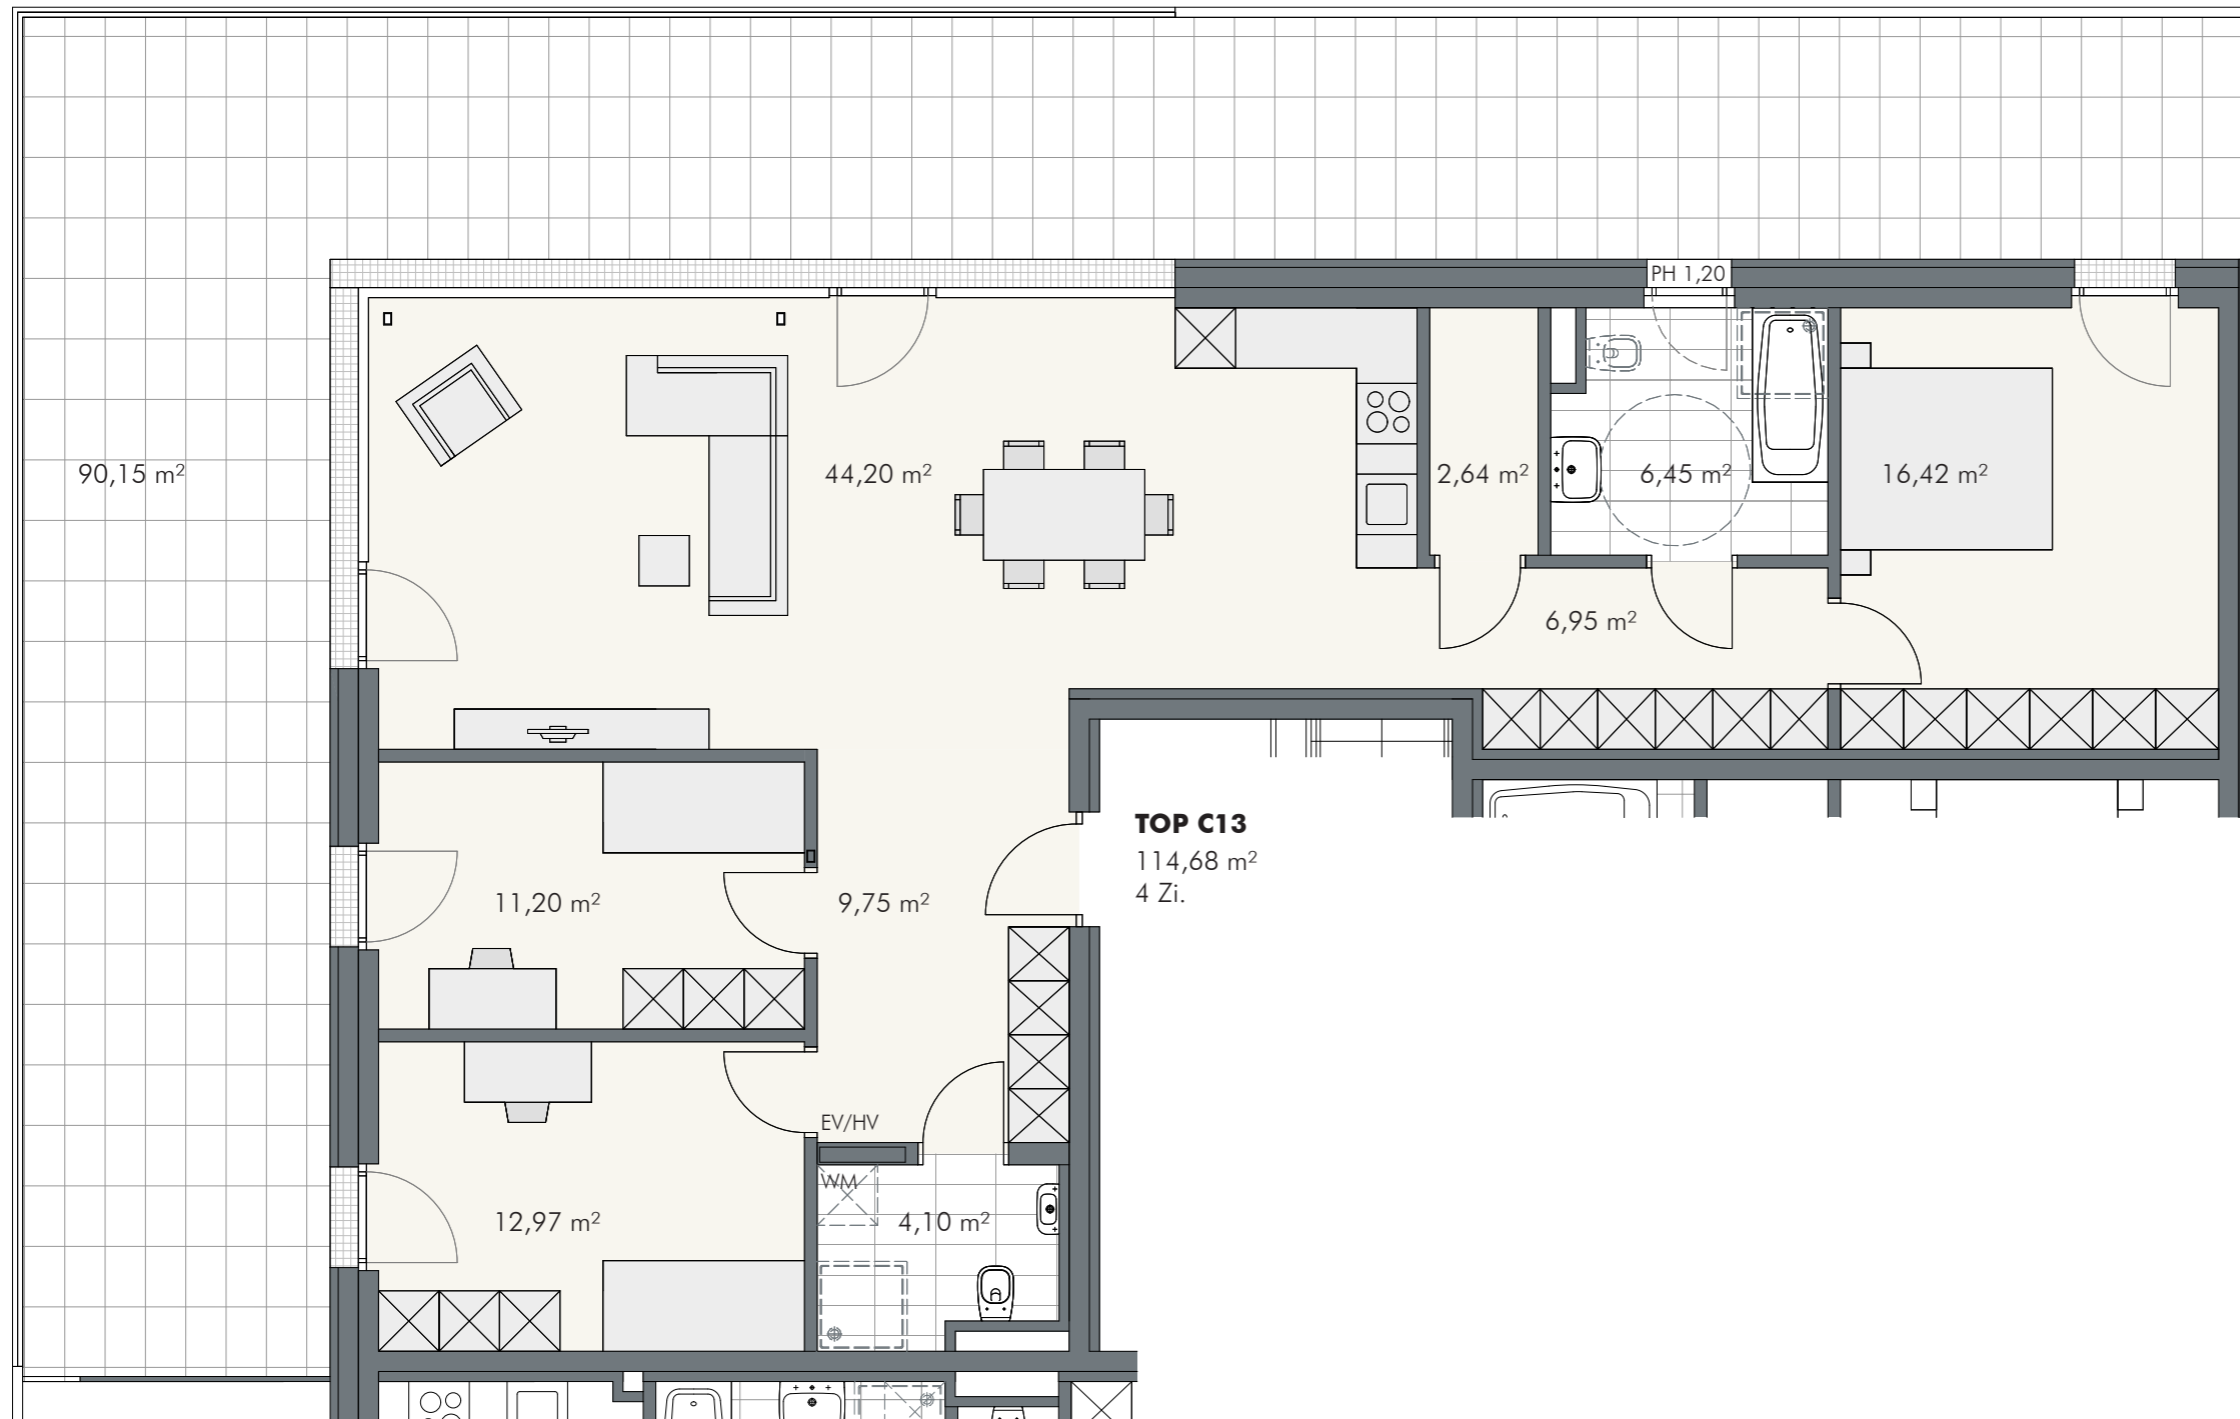 PH 1,20
90,15 m²
44,20 m²
2,64 m²
6,45 m²
16,42 m²
6,95 m²
TOP C13
114,68 m²
4 Zi.
11,20 m²
9,75 m²
EV/HV
WM
12,97 m²
4,10 m²